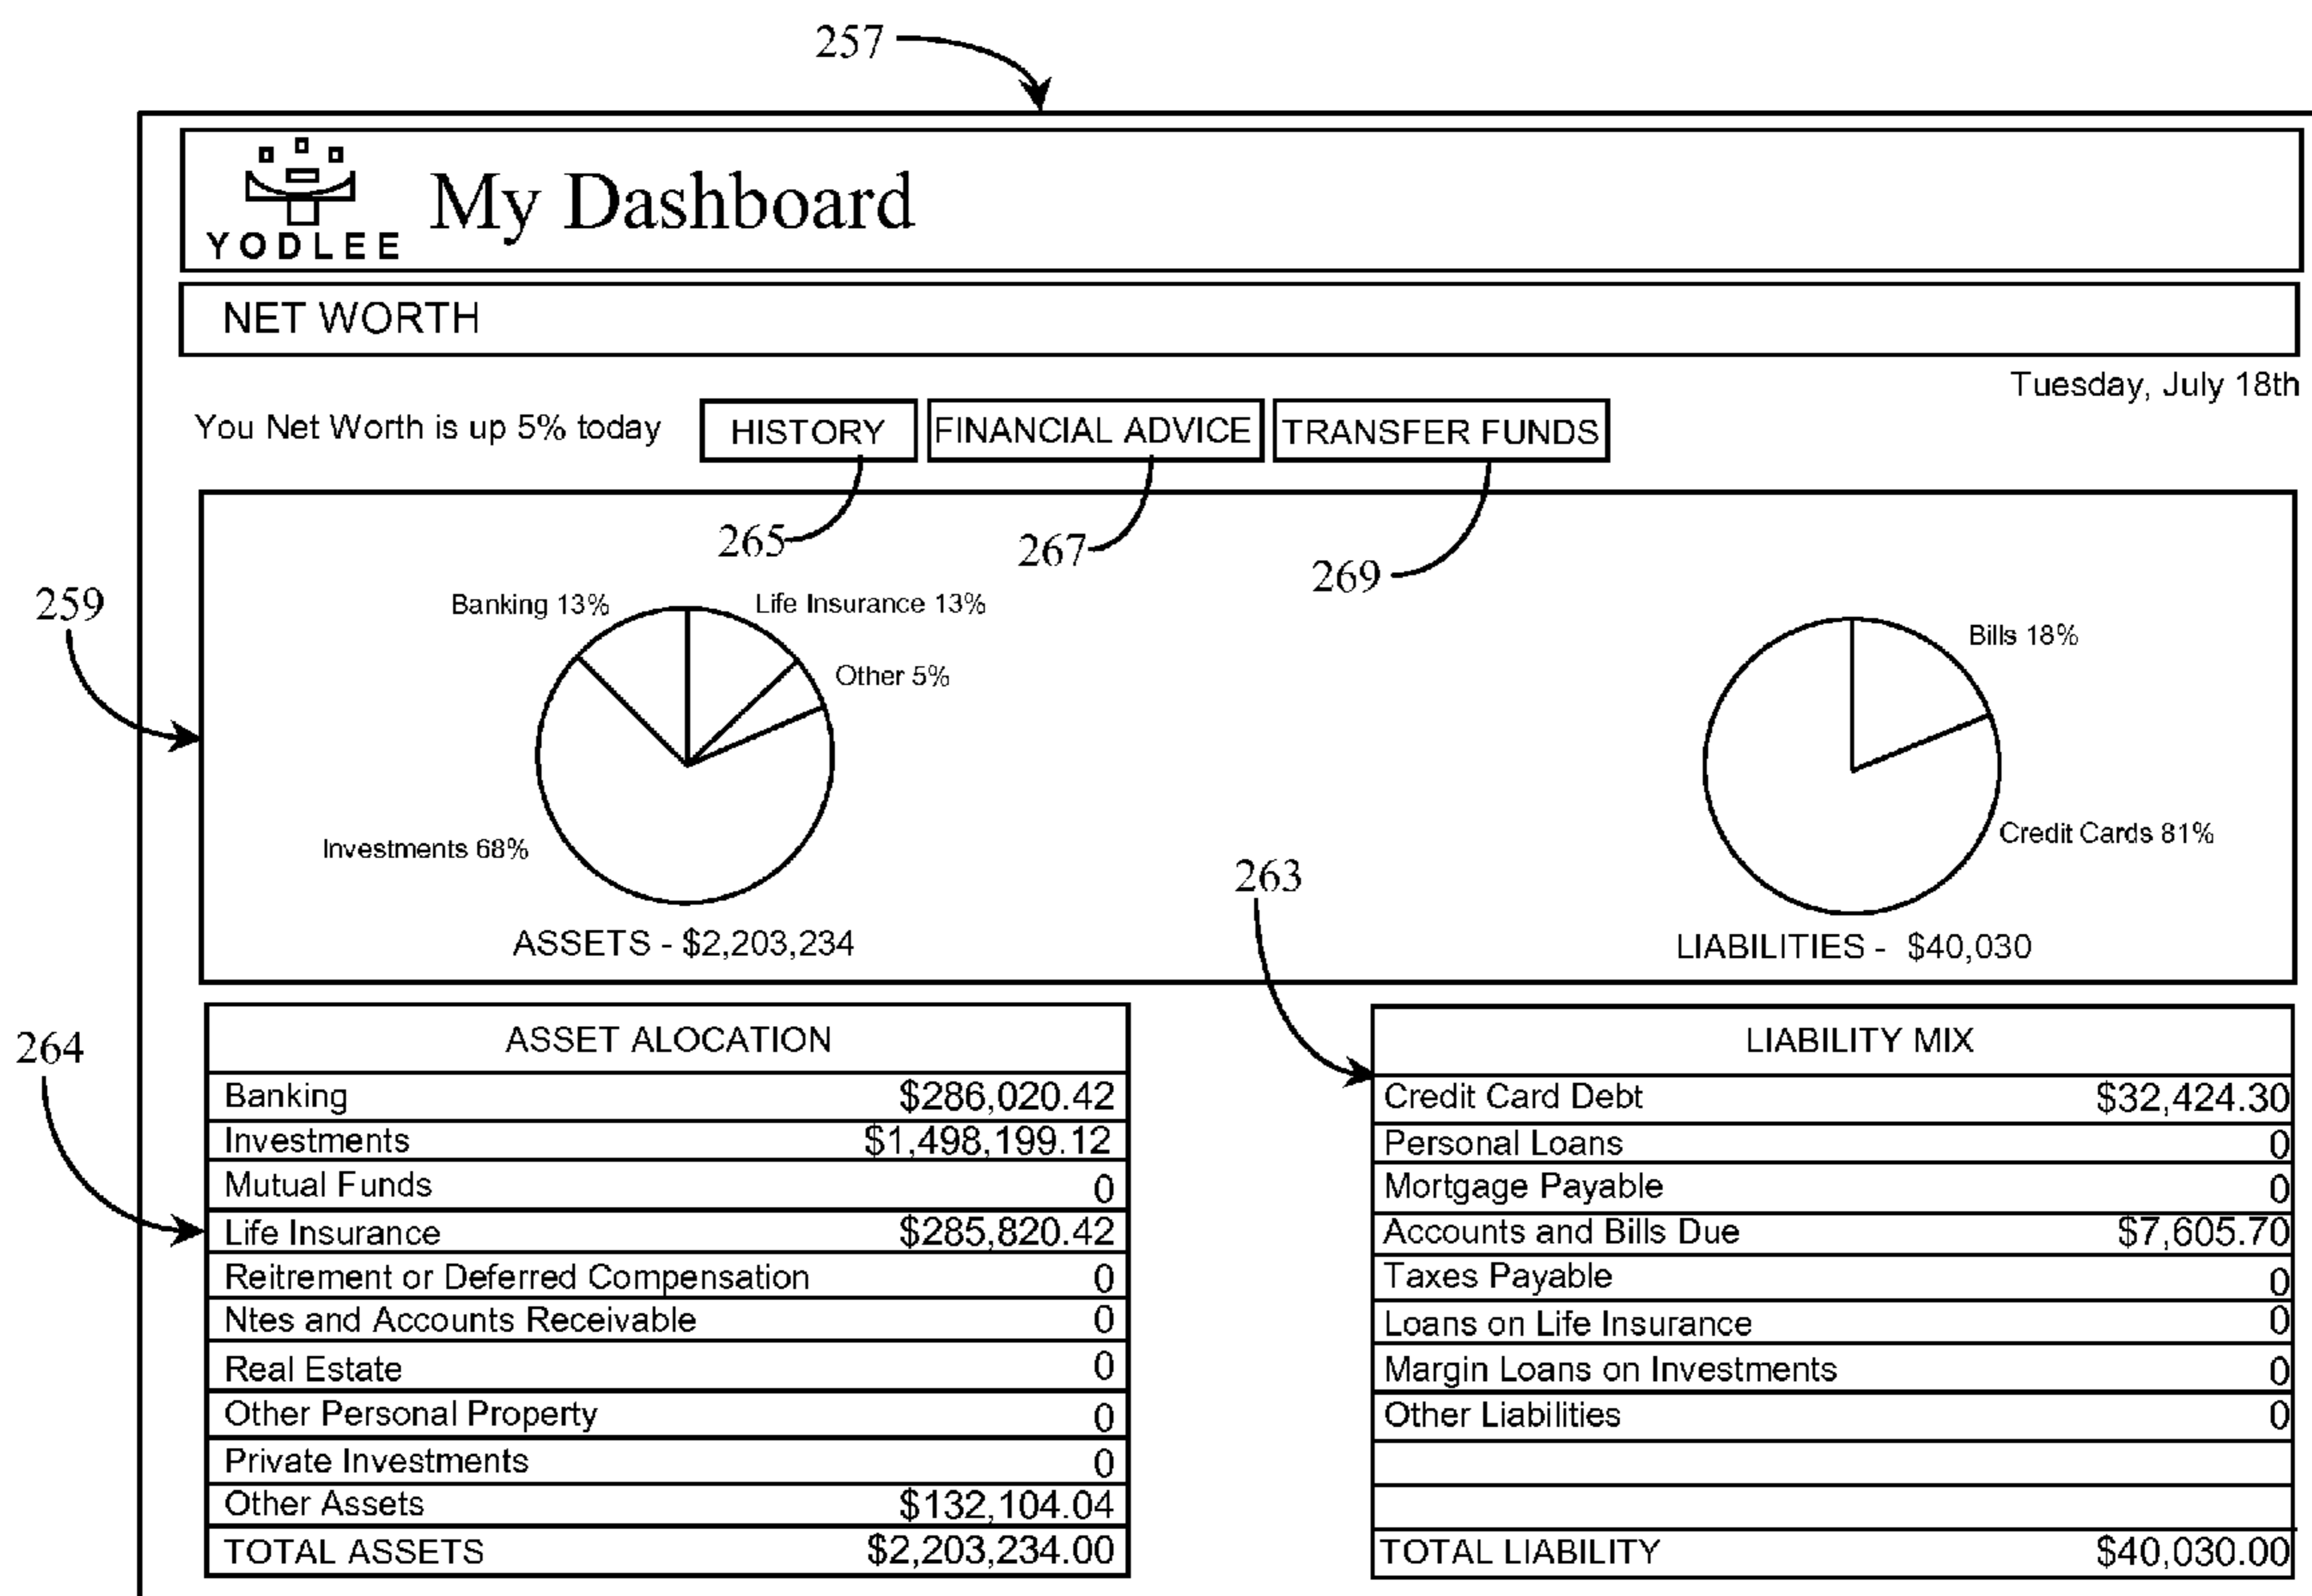 257
YODLEE
My Dashboard
NET WORTH
Tuesday, July 18th
You Net Worth is up 5% today
HISTORY
FINANCIAL ADVICE
TRANSFER FUNDS
265
267
269
259
Banking 13%
Life Insurance 13%
Other 5%
Investments 68%
ASSETS - $2,203,234
Bills 18%
Credit Cards 81%
LIABILITIES - $40,030
263
264
ASSET ALOCATION
Banking $286,020.42
Investments $1,498,199.12
Mutual Funds 0
Life Insurance $285,820.42
Reitrement or Deferred Compensation 0
Ntes and Accounts Receivable 0
Real Estate 0
Other Personal Property 0
Private Investments 0
Other Assets $132,104.04
TOTAL ASSETS $2,203,234.00
LIABILITY MIX
Credit Card Debt $32,424.30
Personal Loans 0
Mortgage Payable 0
Accounts and Bills Due $7,605.70
Taxes Payable 0
Loans on Life Insurance 0
Margin Loans on Investments 0
Other Liabilities 0
TOTAL LIABILITY $40,030.00